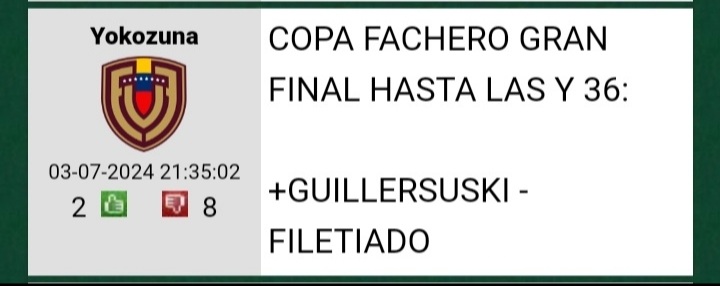 Yokozuna
03-07-2024 21:35:02
2 8
COPA FACHERO GRAN
FINAL HASTA LAS Y 36:
+GUILLERSUSKI -
FILETIADO